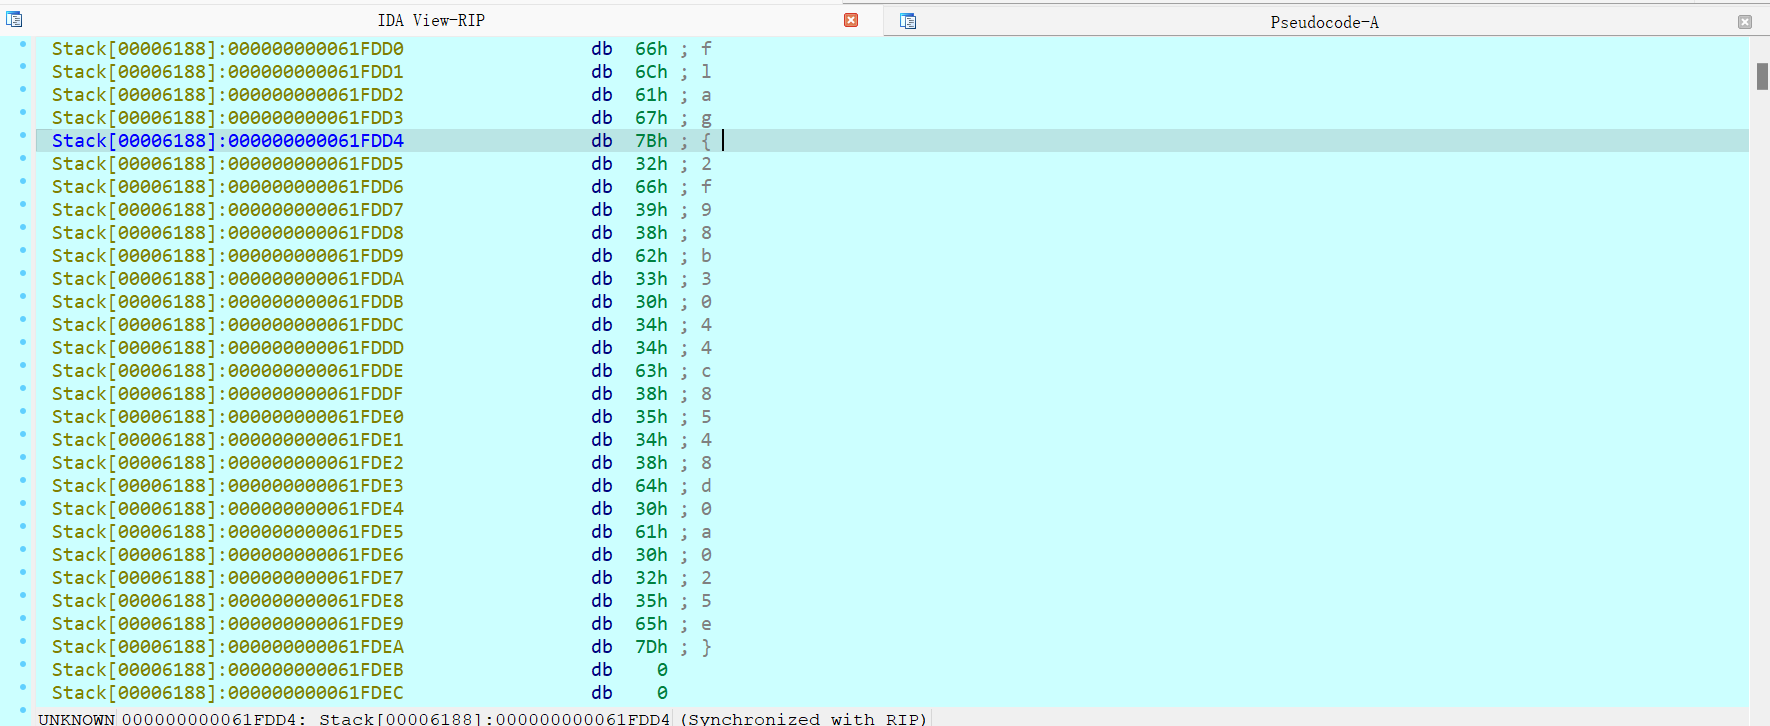 IDA View-RIP
Pseudocode-A
Stack[00006188]:000000000061FDD0 db 66h ; f
Stack[00006188]:000000000061FDD1 db 6Ch ; l
Stack[00006188]:000000000061FDD2 db 61h ; a
Stack[00006188]:000000000061FDD3 db 67h ; g
Stack[00006188]:000000000061FDD4 db 7Bh ; {
Stack[00006188]:000000000061FDD5 db 32h ; 2
Stack[00006188]:000000000061FDD6 db 66h ; f
Stack[00006188]:000000000061FDD7 db 39h ; 9
Stack[00006188]:000000000061FDD8 db 38h ; 8
Stack[00006188]:000000000061FDD9 db 62h ; b
Stack[00006188]:000000000061FDDA db 33h ; 3
Stack[00006188]:000000000061FDDB db 30h ; 0
Stack[00006188]:000000000061FDDC db 34h ; 4
Stack[00006188]:000000000061FDDD db 34h ; 4
Stack[00006188]:000000000061FDDE db 63h ; c
Stack[00006188]:000000000061FDDF db 38h ; 8
Stack[00006188]:000000000061FDE0 db 35h ; 5
Stack[00006188]:000000000061FDE1 db 34h ; 4
Stack[00006188]:000000000061FDE2 db 38h ; 8
Stack[00006188]:000000000061FDE3 db 64h ; d
Stack[00006188]:000000000061FDE4 db 30h ; 0
Stack[00006188]:000000000061FDE5 db 61h ; a
Stack[00006188]:000000000061FDE6 db 30h ; 0
Stack[00006188]:000000000061FDE7 db 32h ; 2
Stack[00006188]:000000000061FDE8 db 35h ; 5
Stack[00006188]:000000000061FDE9 db 65h ; e
Stack[00006188]:000000000061FDEA db 7Dh ; }
Stack[00006188]:000000000061FDEB db 0
Stack[00006188]:000000000061FDEC db 0
UNKNOWN 000000000061FDD4: Stack[00006188]:000000000061FDD4 (Synchronized with RIP)